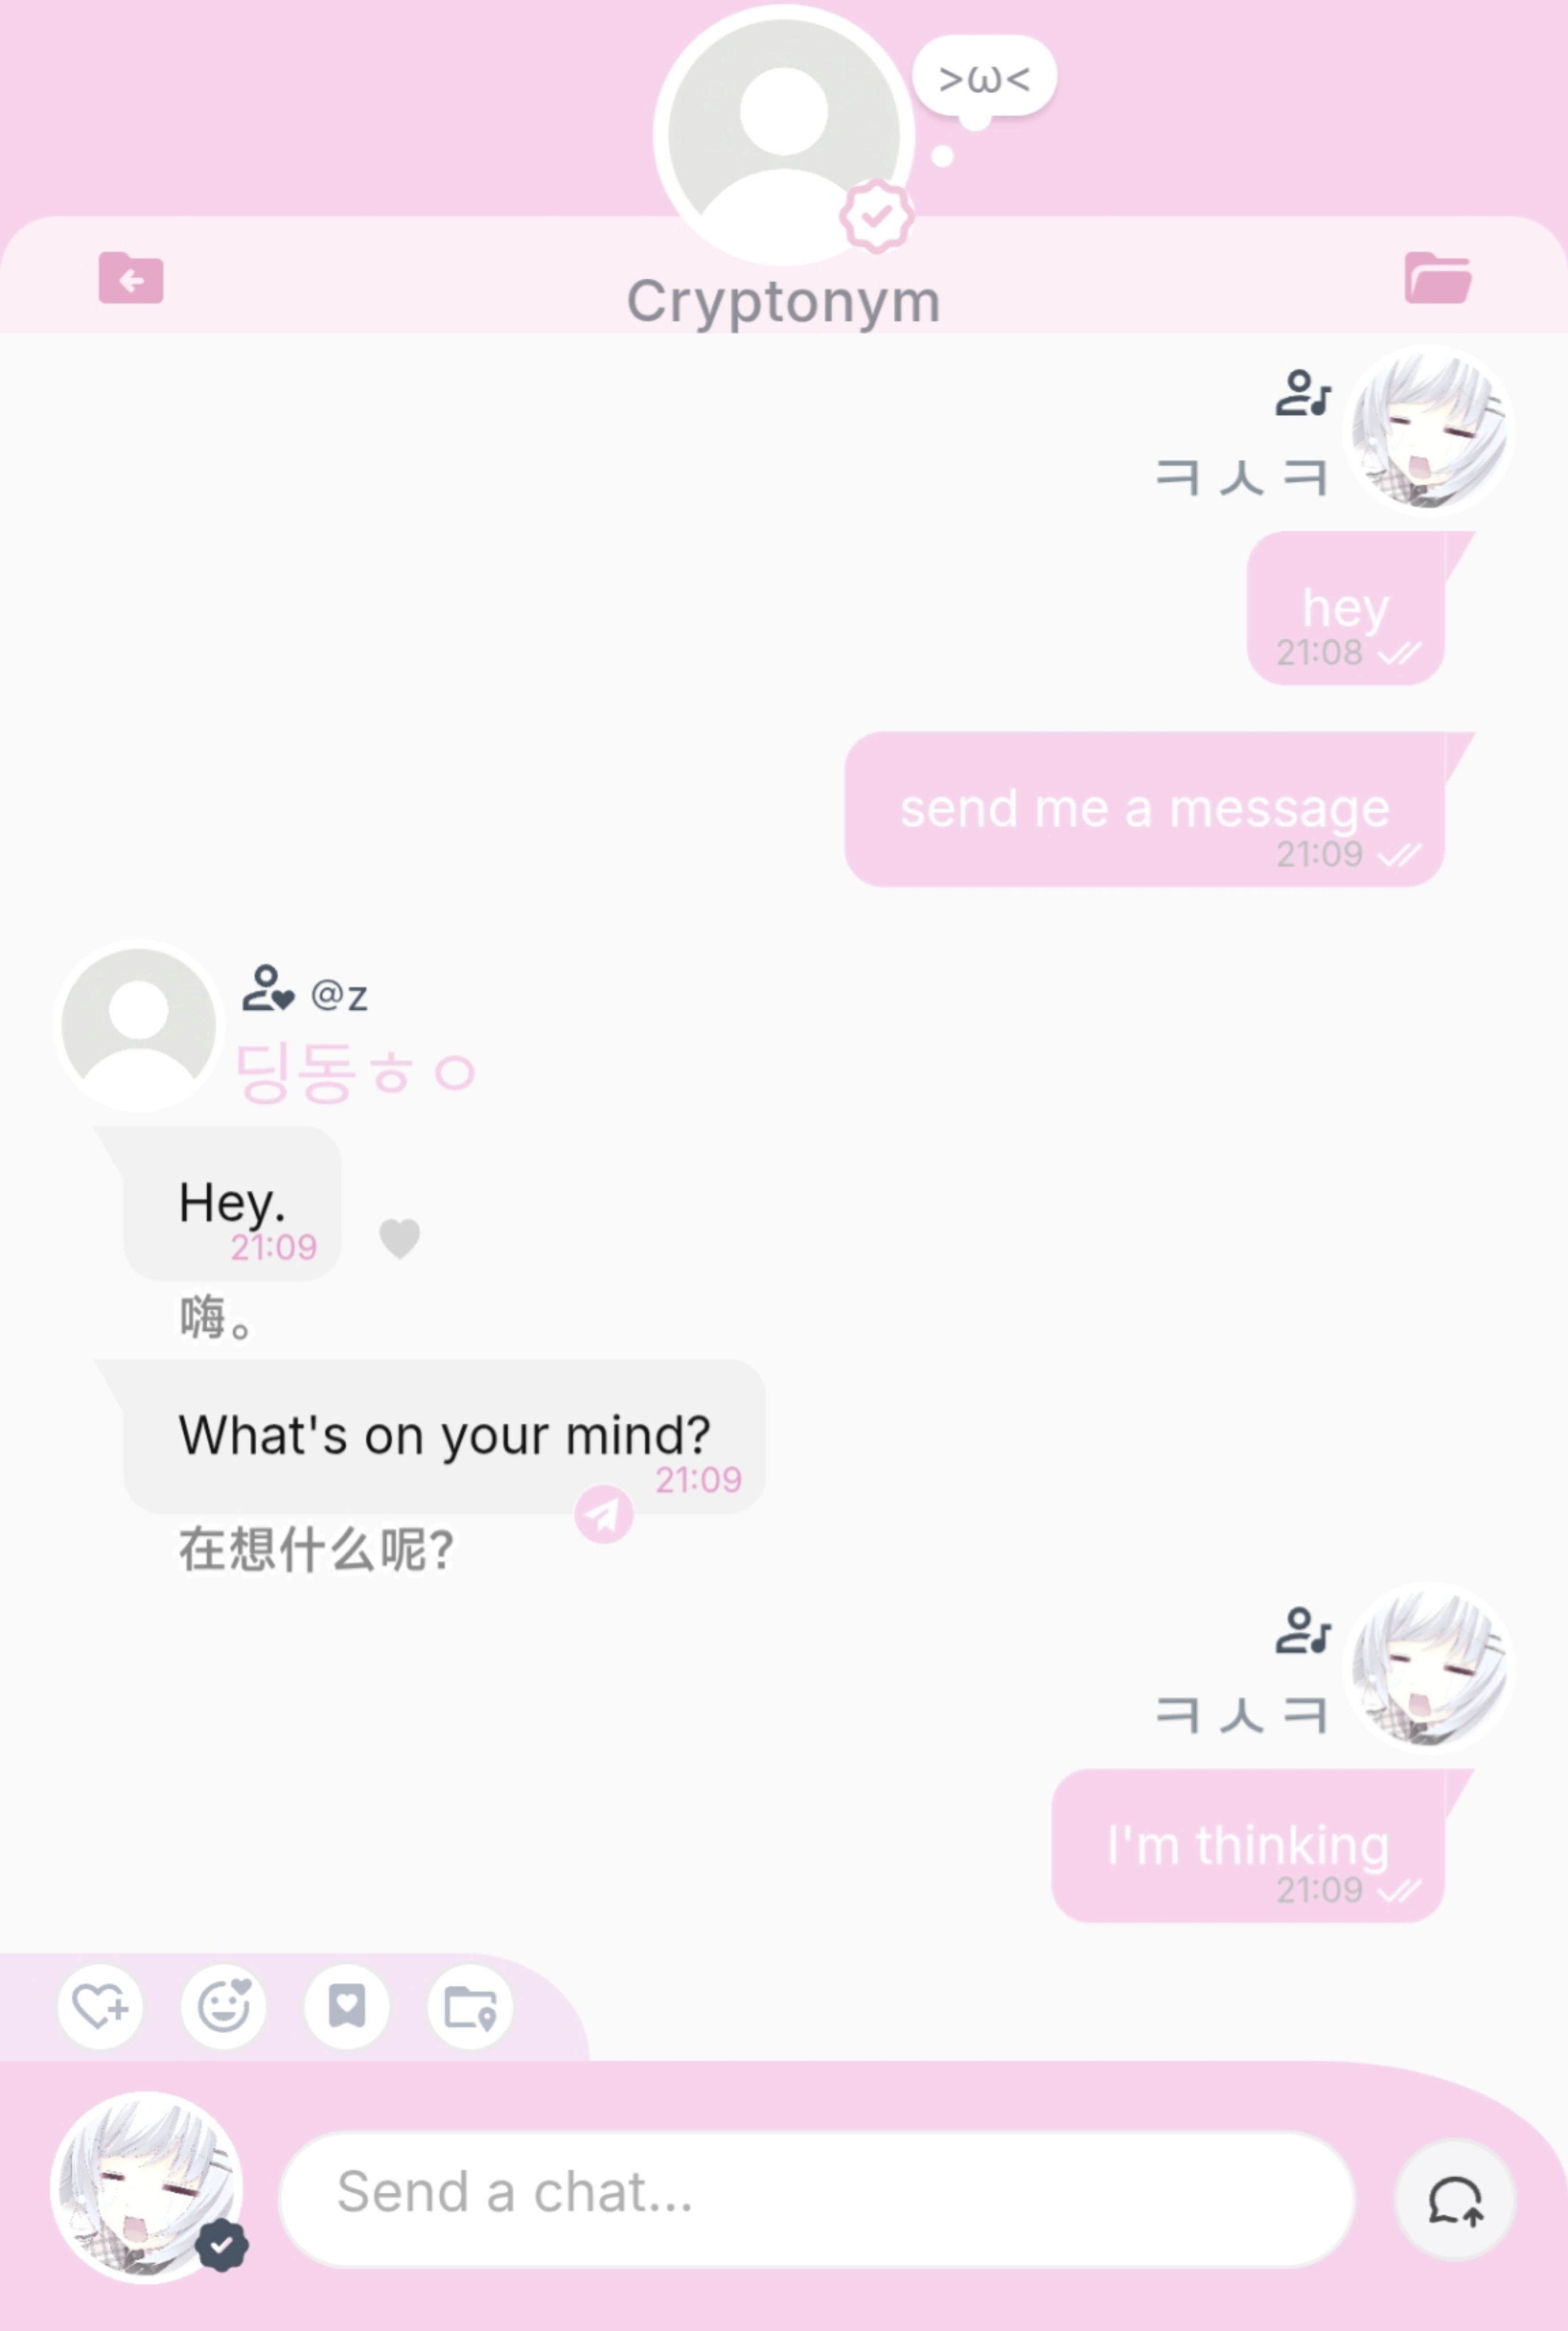 >ω<
Cryptonym
ㅋㅅㅋ
hey
21:08
send me a message
21:09
@z
딩동ㅎㅇ
Hey.
21:09
嗨。
What's on your mind?
21:09
在想什么呢?
ㅋㅅㅋ
I'm thinking
21:09
Send a chat...